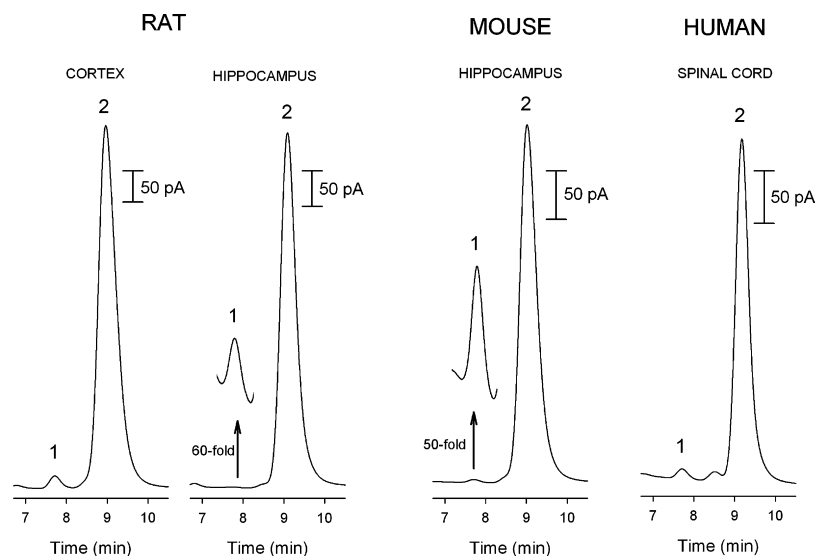 RAT
MOUSE
HUMAN
CORTEX
HIPPOCAMPUS
HIPPOCAMPUS
SPINAL CORD
2
2
2
2
50 pA
50 pA
50 pA
50 pA
1
1
1
1
60-fold
50-fold
7 8 9 10
7 8 9 10
7 8 9 10
7 8 9 10
Time (min)
Time (min)
Time (min)
Time (min)